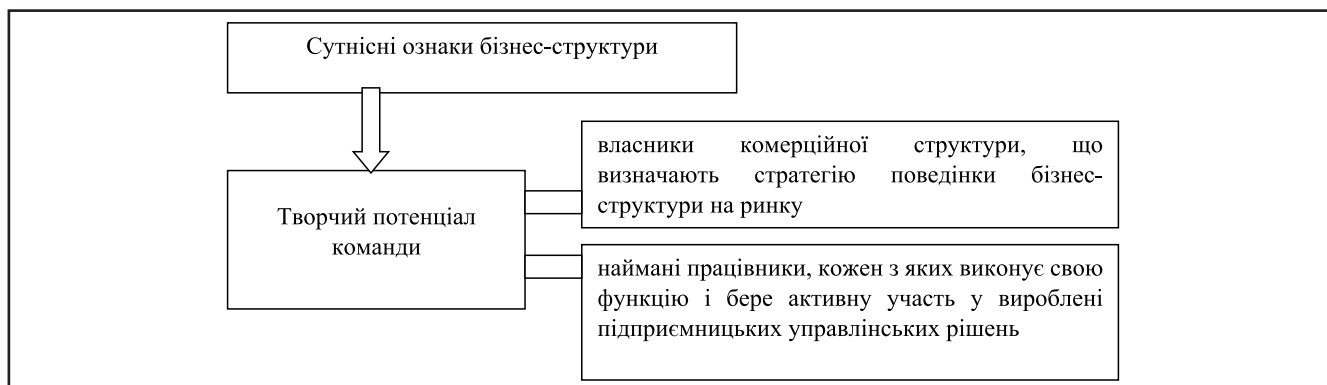 Сутнісні ознаки бізнес-структури
власники комерційної структури, що
визначають стратегію поведінки бізнес-
структури на ринку
Творчий потенціал
команди
наймані працівники, кожен з яких виконує свою
функцію і бере активну участь у вироблені
підприємницьких управлінських рішень